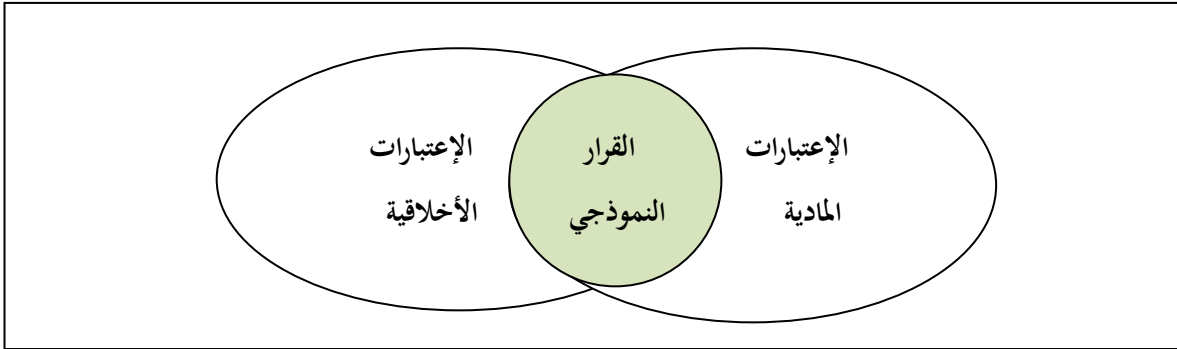 الإعتبارات
المادية
القرار
النموذجي
الإعتبارات
الأخلاقية